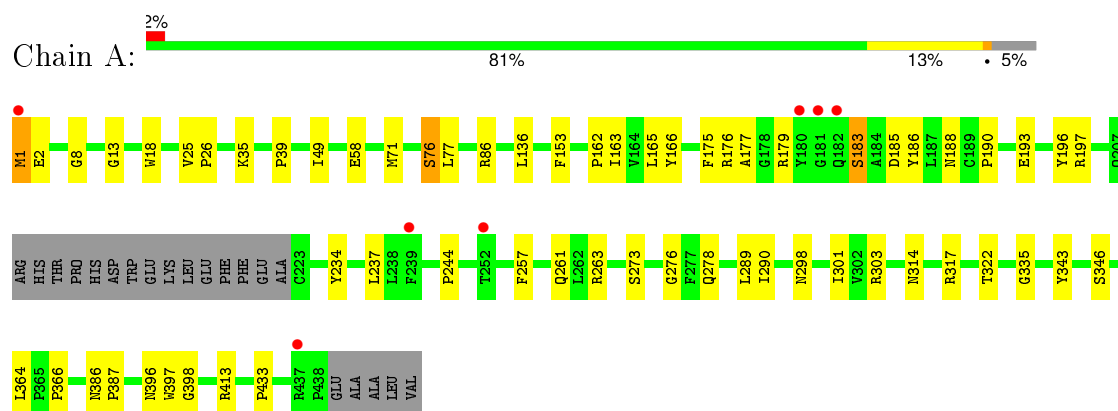 2%
Chain A:
81% 13% • 5%
M1 E2 G8 G13 W18 V25 P26 K35 P39 I49 E58 M71 S76 L77 R86 L136 F153 P162 I163 V164 L165 Y166 F175 R176 A177 G178 R179 Y180 G181 Q182 S183 A184 D185 Y186 L187 N188 C189 P190 E193 Y196 R197
ARG HIS THR PRO HIS ASP TRP GLU LYS LEU GLU PHE PHE GLU ALA C223 Y234 L237 L238 F239 P244 T252 F257 Q261 L262 R263 S273 G276 F277 Q278 L289 I290 N298 I301 V302 R303 N314 R317 T322 G335 Y343 S346
L364 P365 P366 N386 P387 N396 W397 G398 R413 P433 R437 P438 GLU ALA ALA LEU VAL